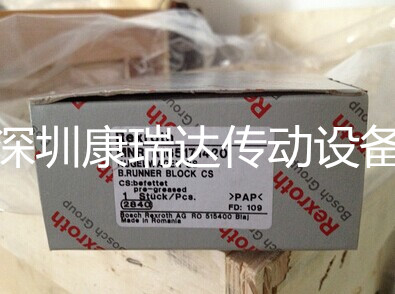 深圳康瑞达传动设备
B.RUNNER BLOCK CS
CS:befettet
pre-greased
1 Stück/Pcs. >PAP<
2840 FD: 109
Bosch Rexroth AG RO 515400 Blaj
Made in Romania
Rexroth
Bosch Group
Rexroth
Bosch Group
Rexroth